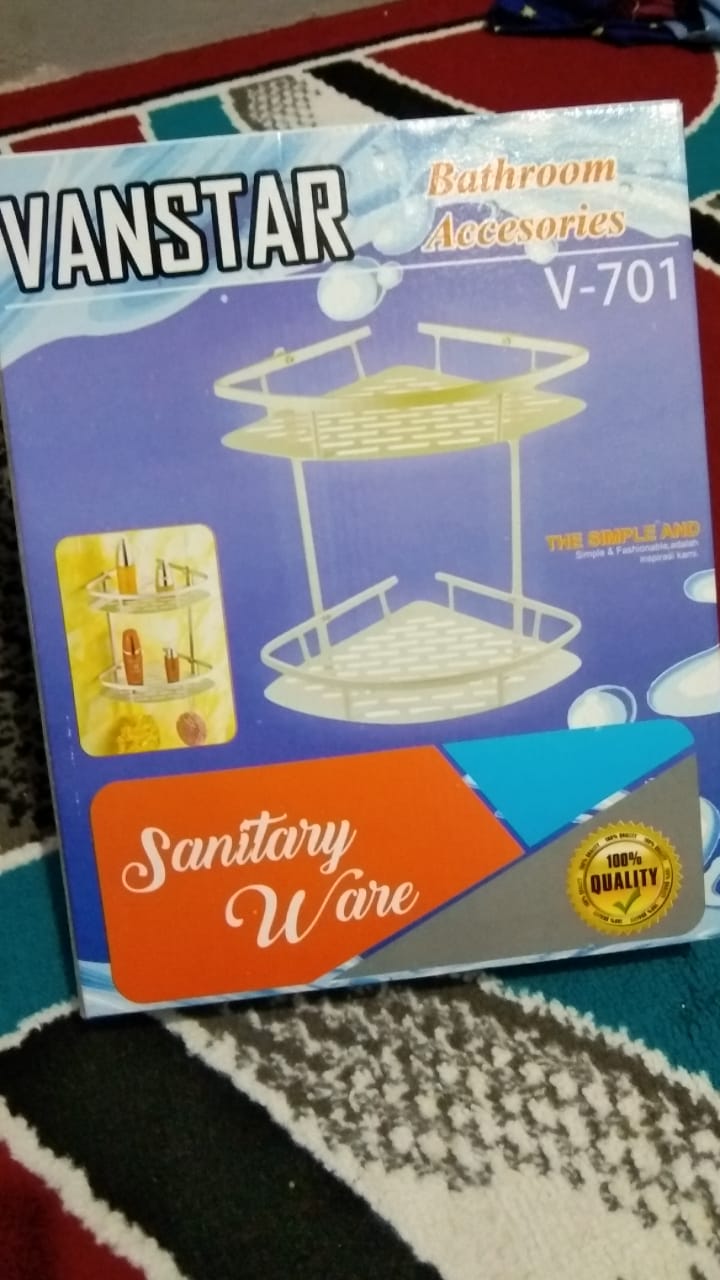 VANSTAR
Bathroom
Accesories
V-701
THE SIMPLE AND
Simple & Fashionable,adalah
inspirasi kami.
Sanitary
Ware
100%
QUALITY